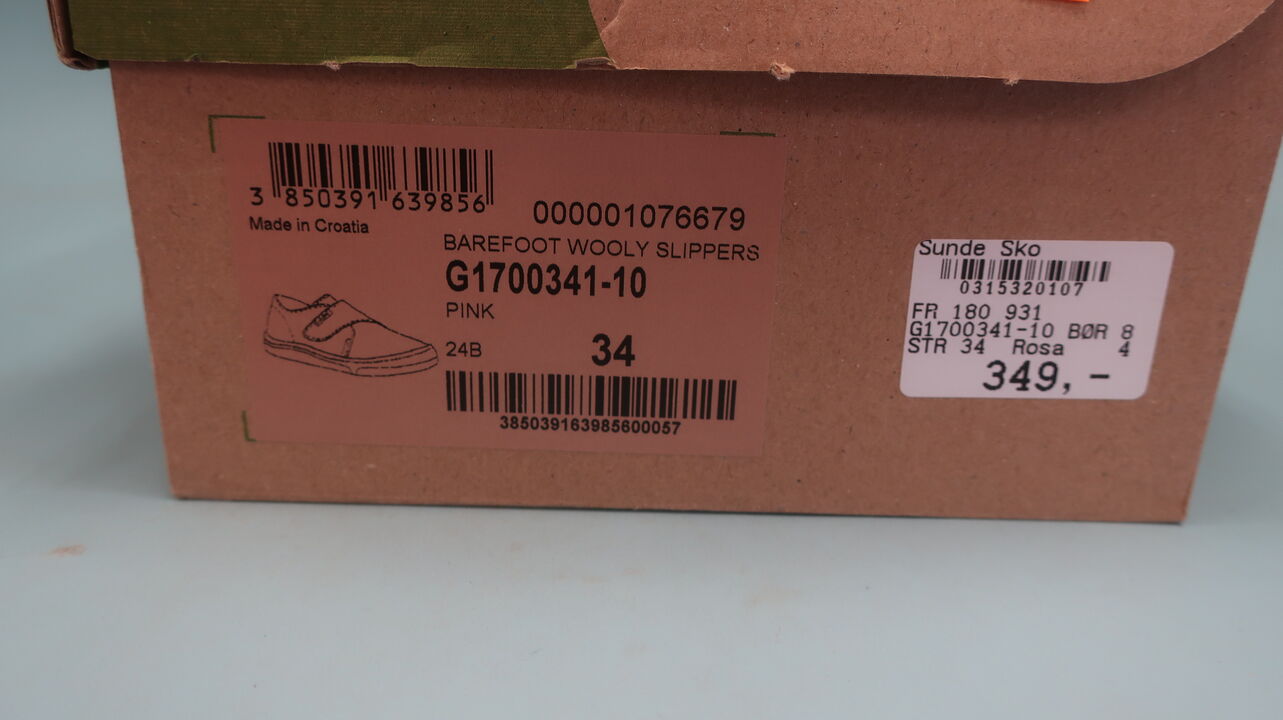 3 850391 639856
Made in Croatia
000001076679
BAREFOOT WOOLY SLIPPERS
G1700341-10
PINK
24B 34
385039163985600057
Sunde Sko
0315320107
FR 180 931
G1700341-10 BØR 8
STR 34 Rosa 4
349,-